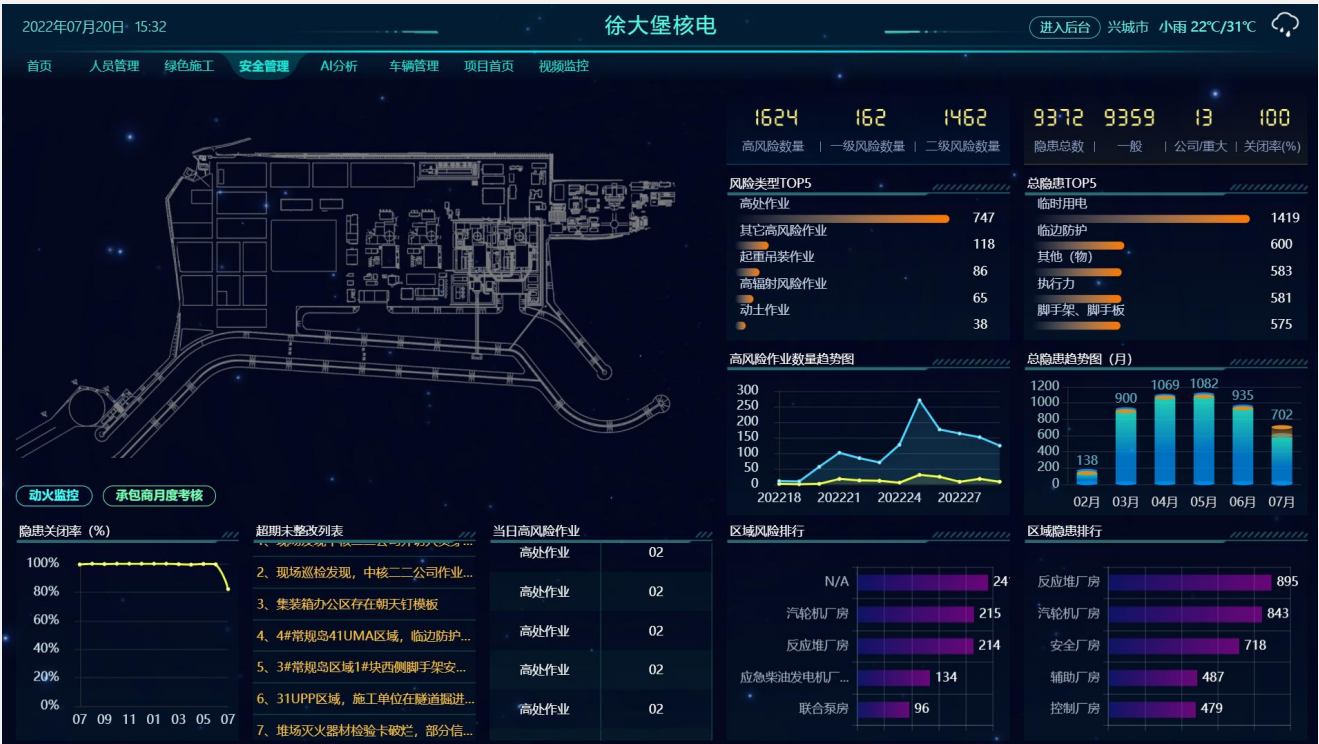 2022年07月20日 15:32
徐大堡核电
进入后台 兴城市 小雨 22℃/31℃
首页 人员管理 绿色施工 安全管理 AI分析 车辆管理 项目首页 视频监控
1624 162 1462
高风险数量 | 一级风险数量 | 二级风险数量
9372 9359 13 100
隐患总数 | 一般 | 公司/重大 | 关闭率(%)
风险类型TOP5
高处作业
747
其它高风险作业
118
起重吊装作业
86
高辐射风险作业
65
动土作业
38
总隐患TOP5
临时用电
1419
临边防护
600
其他（物）
583
执行力
581
脚手架、脚手板
575
高风险作业数量趋势图
300
250
200
150
100
50
0
202218 202221 202224 202227
总隐患趋势图（月）
1200
1000
800
600
400
200
0
138 900 1069 1082 935 702
02月 03月 04月 05月 06月 07月
动火监控 承包商月度考核
隐患关闭率（%）
100%
80%
60%
40%
20%
0%
07 09 11 01 03 05 07
超期未整改列表
2、现场巡检发现，中核二二公司作业...
3、集装箱办公区存在朝天钉模板
4、4#常规岛41UMA区域，临边防护...
5、3#常规岛区域1#块西侧脚手架安...
6、31UPP区域，施工单位在隧道掘进...
7、堆场灭火器材检验卡破烂，部分信...
当日高风险作业
高处作业 02
高处作业 02
高处作业 02
高处作业 02
高处作业 02
区域风险排行
N/A 24
汽轮机厂房 215
反应堆厂房 214
应急柴油发电机厂... 134
联合泵房 96
区域隐患排行
反应堆厂房 895
汽轮机厂房 843
安全厂房 718
辅助厂房 487
控制厂房 479